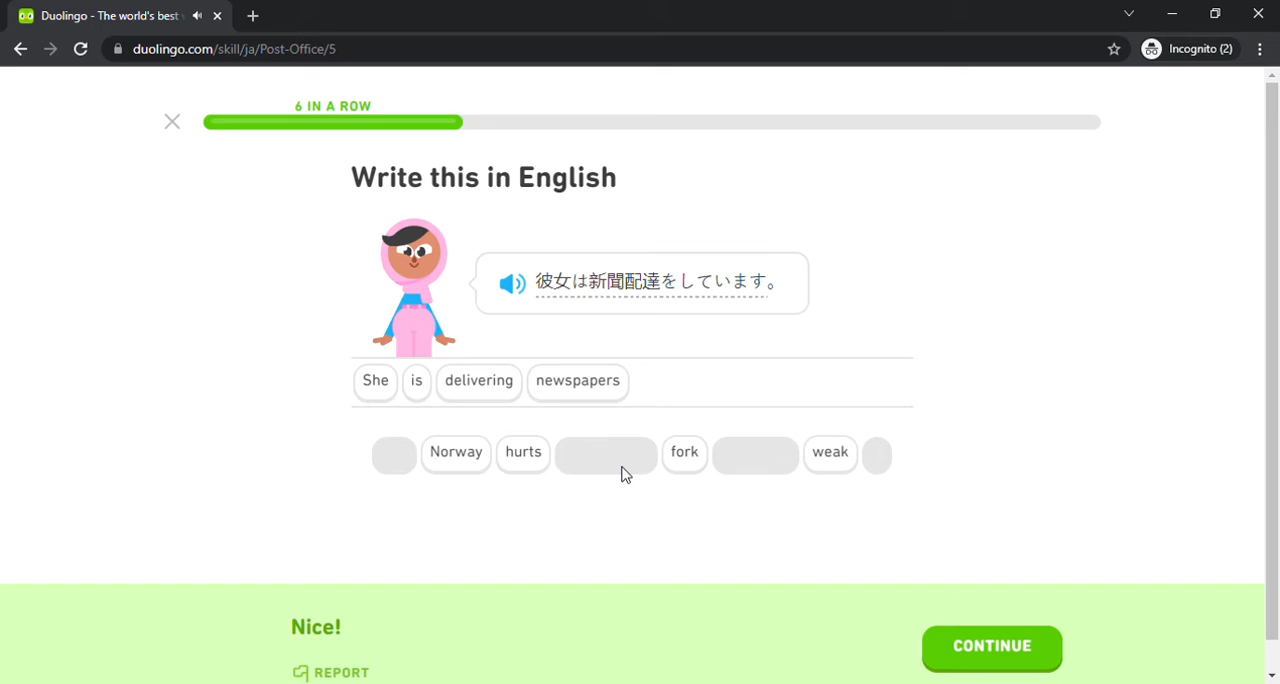 Duolingo - The world's best
duolingo.com/skill/ja/Post-Office/5
Incognito (2)
6 IN A ROW
Write this in English
彼女は新聞配達をしています。
She is delivering newspapers
Norway hurts fork weak
Nice!
CONTINUE
REPORT